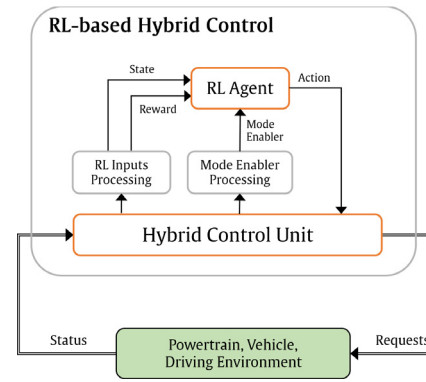 RL-based Hybrid Control
State
RL Agent
Action
Reward
Mode
Enabler
RL Inputs
Processing
Mode Enabler
Processing
Hybrid Control Unit
Status
Powertrain, Vehicle,
Driving Environment
Requests